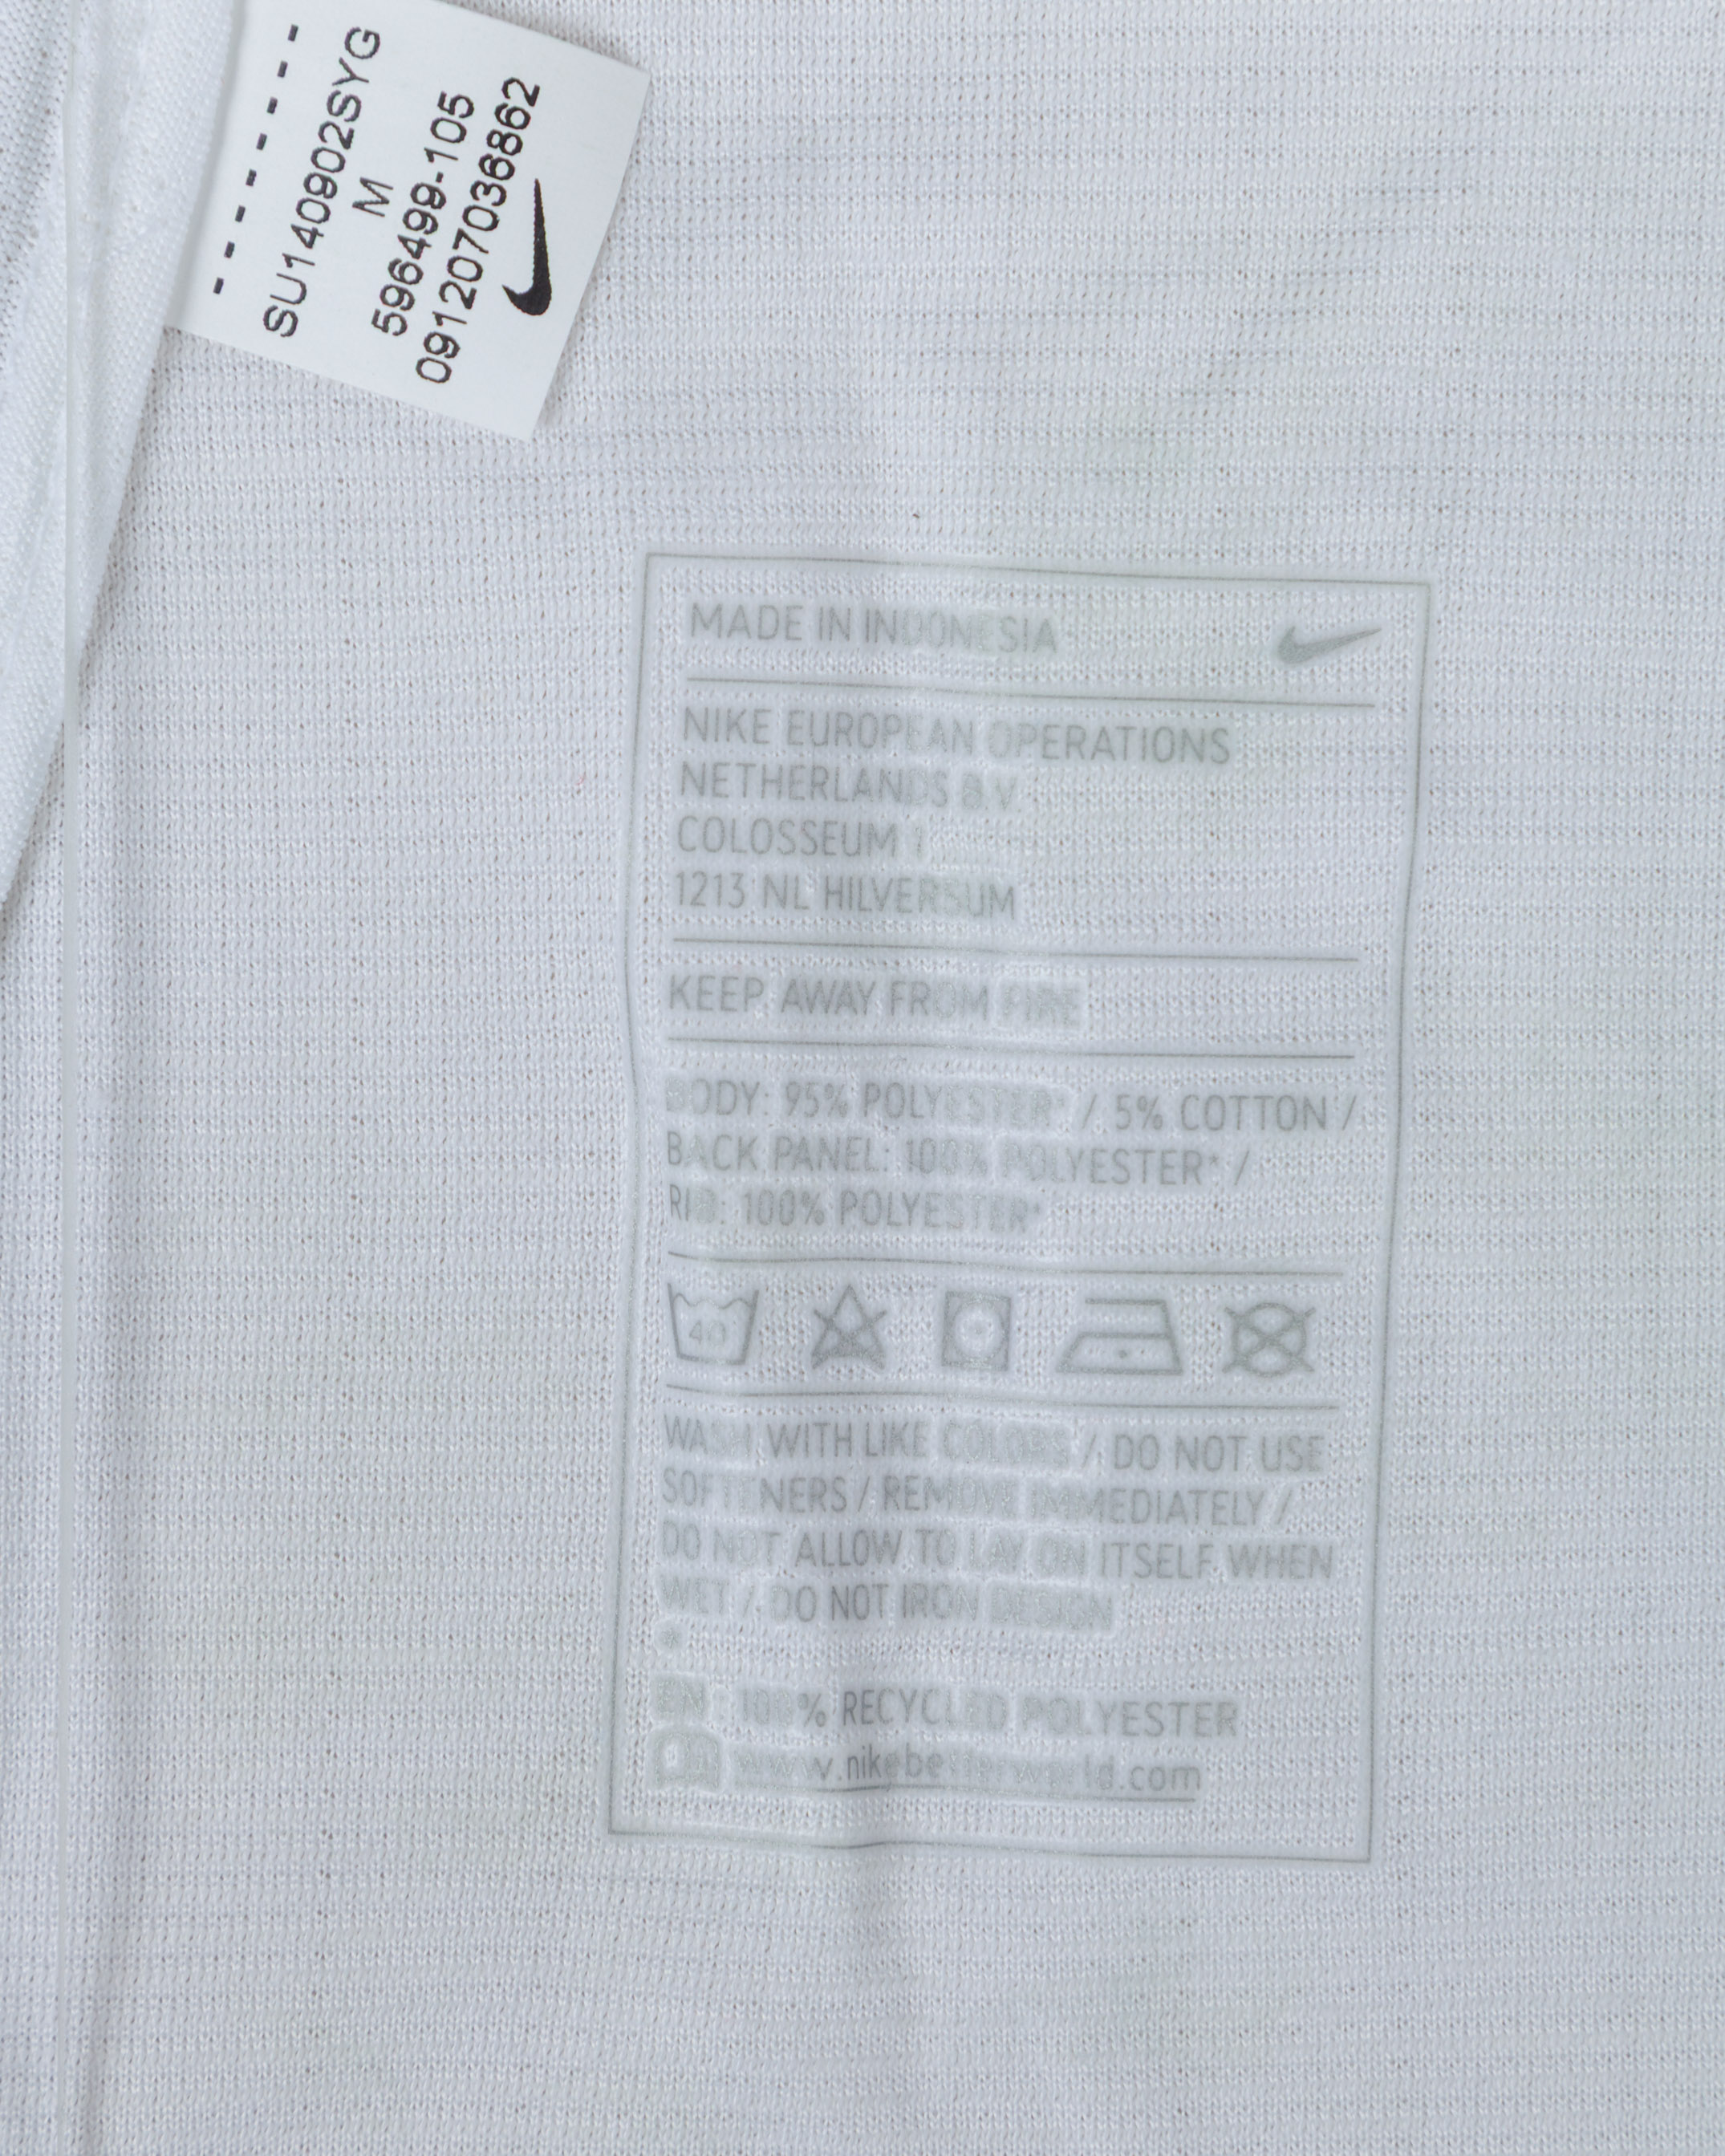 SU140902SYG
M
596499-105
091207036862
MADE IN INDONESIA
NIKE EUROPEAN OPERATIONS
NETHERLANDS B.V.
COLOSSEUM 1
1213 NL HILVERSUM
KEEP AWAY FROM FIRE
BODY: 95% POLYESTER* / 5% COTTON /
BACK PANEL: 100% POLYESTER* /
RIB: 100% POLYESTER*
40
WASH WITH LIKE COLORS / DO NOT USE
SOFTENERS / REMOVE IMMEDIATELY /
DO NOT ALLOW TO LAY ON ITSELF WHEN
WET / DO NOT IRON DESIGN
*
EN : 100% RECYCLED POLYESTER
www.nikebetterworld.com